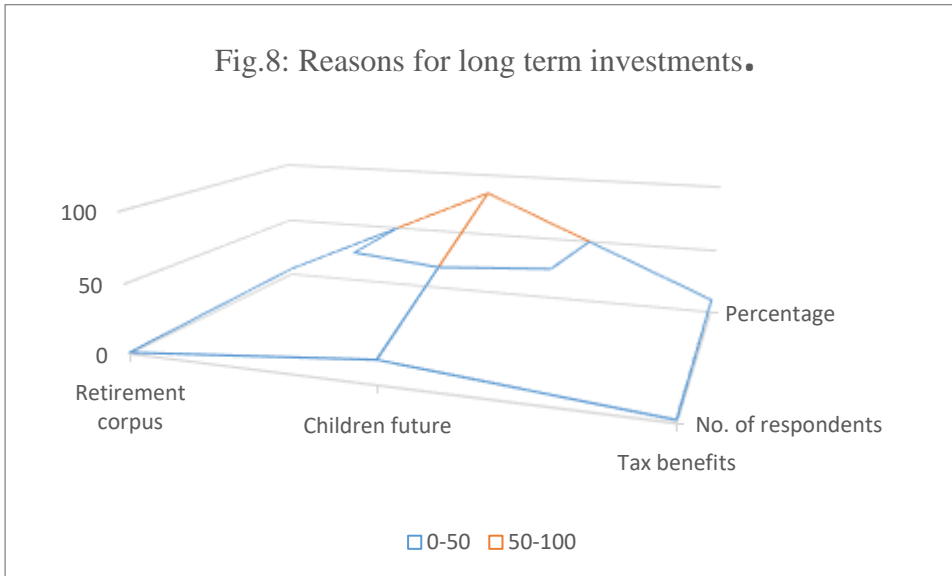 Fig.8: Reasons for long term investments.
100
50
0
Percentage
No. of respondents
Retirement
corpus
Children future
Tax benefits
0-50
50-100